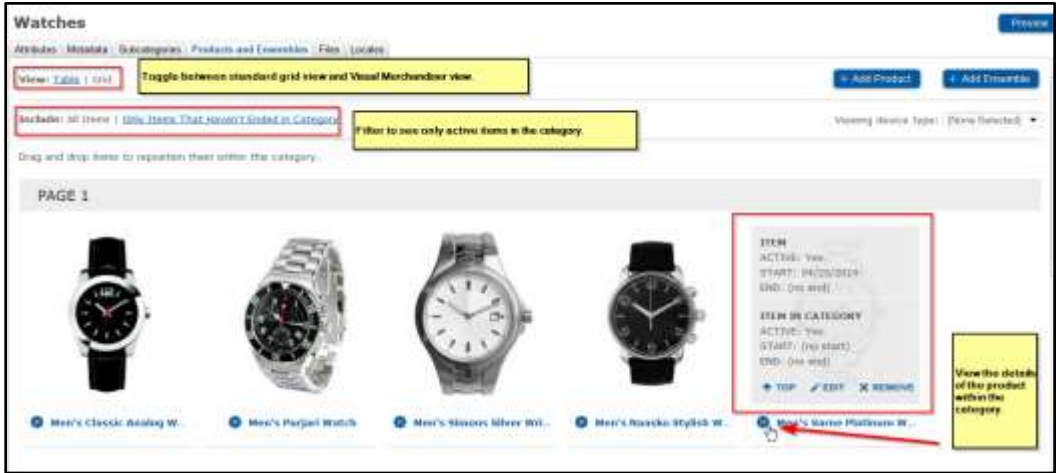 Watches
Preview
Attributes Metadata Subcategories Products and Ensembles Files Locales
View: Table | Grid
Toggle between standard grid view and Visual Merchandiser view.
+ Add Product
+ Add Ensemble
Include: All Items | Only Items That Haven't Ended in Category
Filter to see only active items in the category.
Viewing device type: (None Selected)
Drag and drop items to reposition them within the category.
PAGE 1
ITEM
ACTIVE: Yes
START: 04/25/2014
END: (no end)
ITEM IN CATEGORY
ACTIVE: Yes
START: (no start)
END: (no end)
TOP EDIT REMOVE
View the details
of the product
within the
category.
Men's Classic Analog W...
Men's Watch
Men's Silver Wri...
Men's Stylish W...
Men's Platinum W...